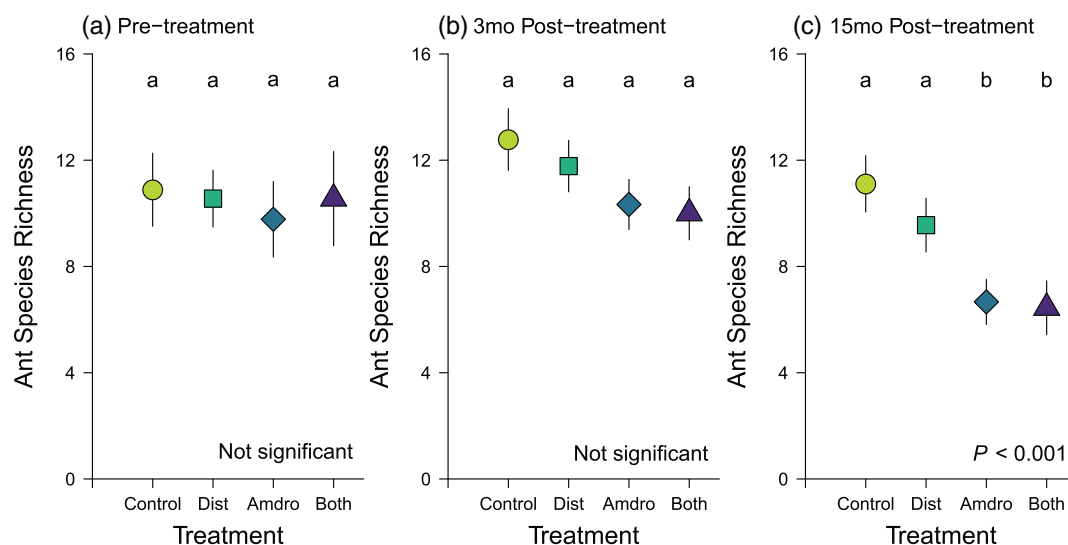 (a) Pre−treatment
16
12
8
4
0
a a a a
Ant Species Richness
Not significant
Control Dist Amdro Both
Treatment
(b) 3mo Post−treatment
16
12
8
4
0
a a a a
Ant Species Richness
Not significant
Control Dist Amdro Both
Treatment
(c) 15mo Post−treatment
16
12
8
4
0
a a b b
Ant Species Richness
P < 0.001
Control Dist Amdro Both
Treatment